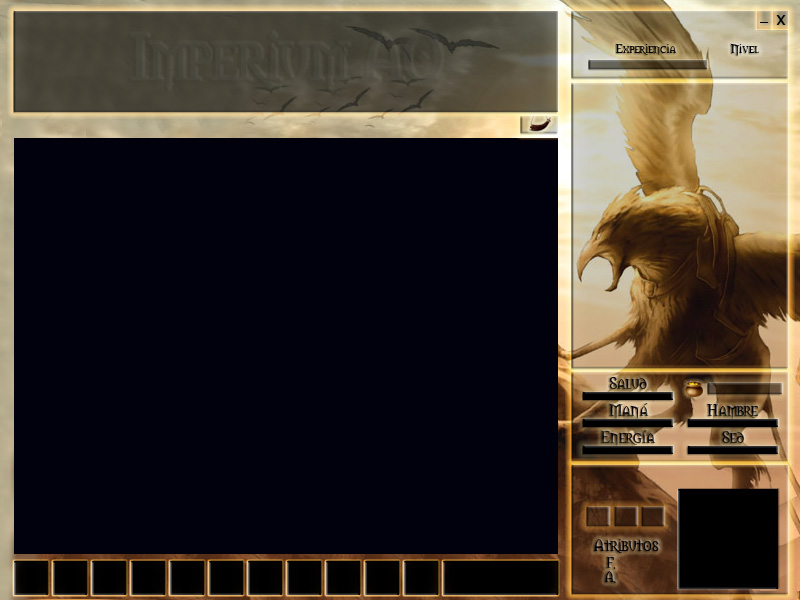 X
Imperium AO
Experiencia
Nivel
Salud
Maná
Hambre
Energía
Sed
Atributos
F.
A.